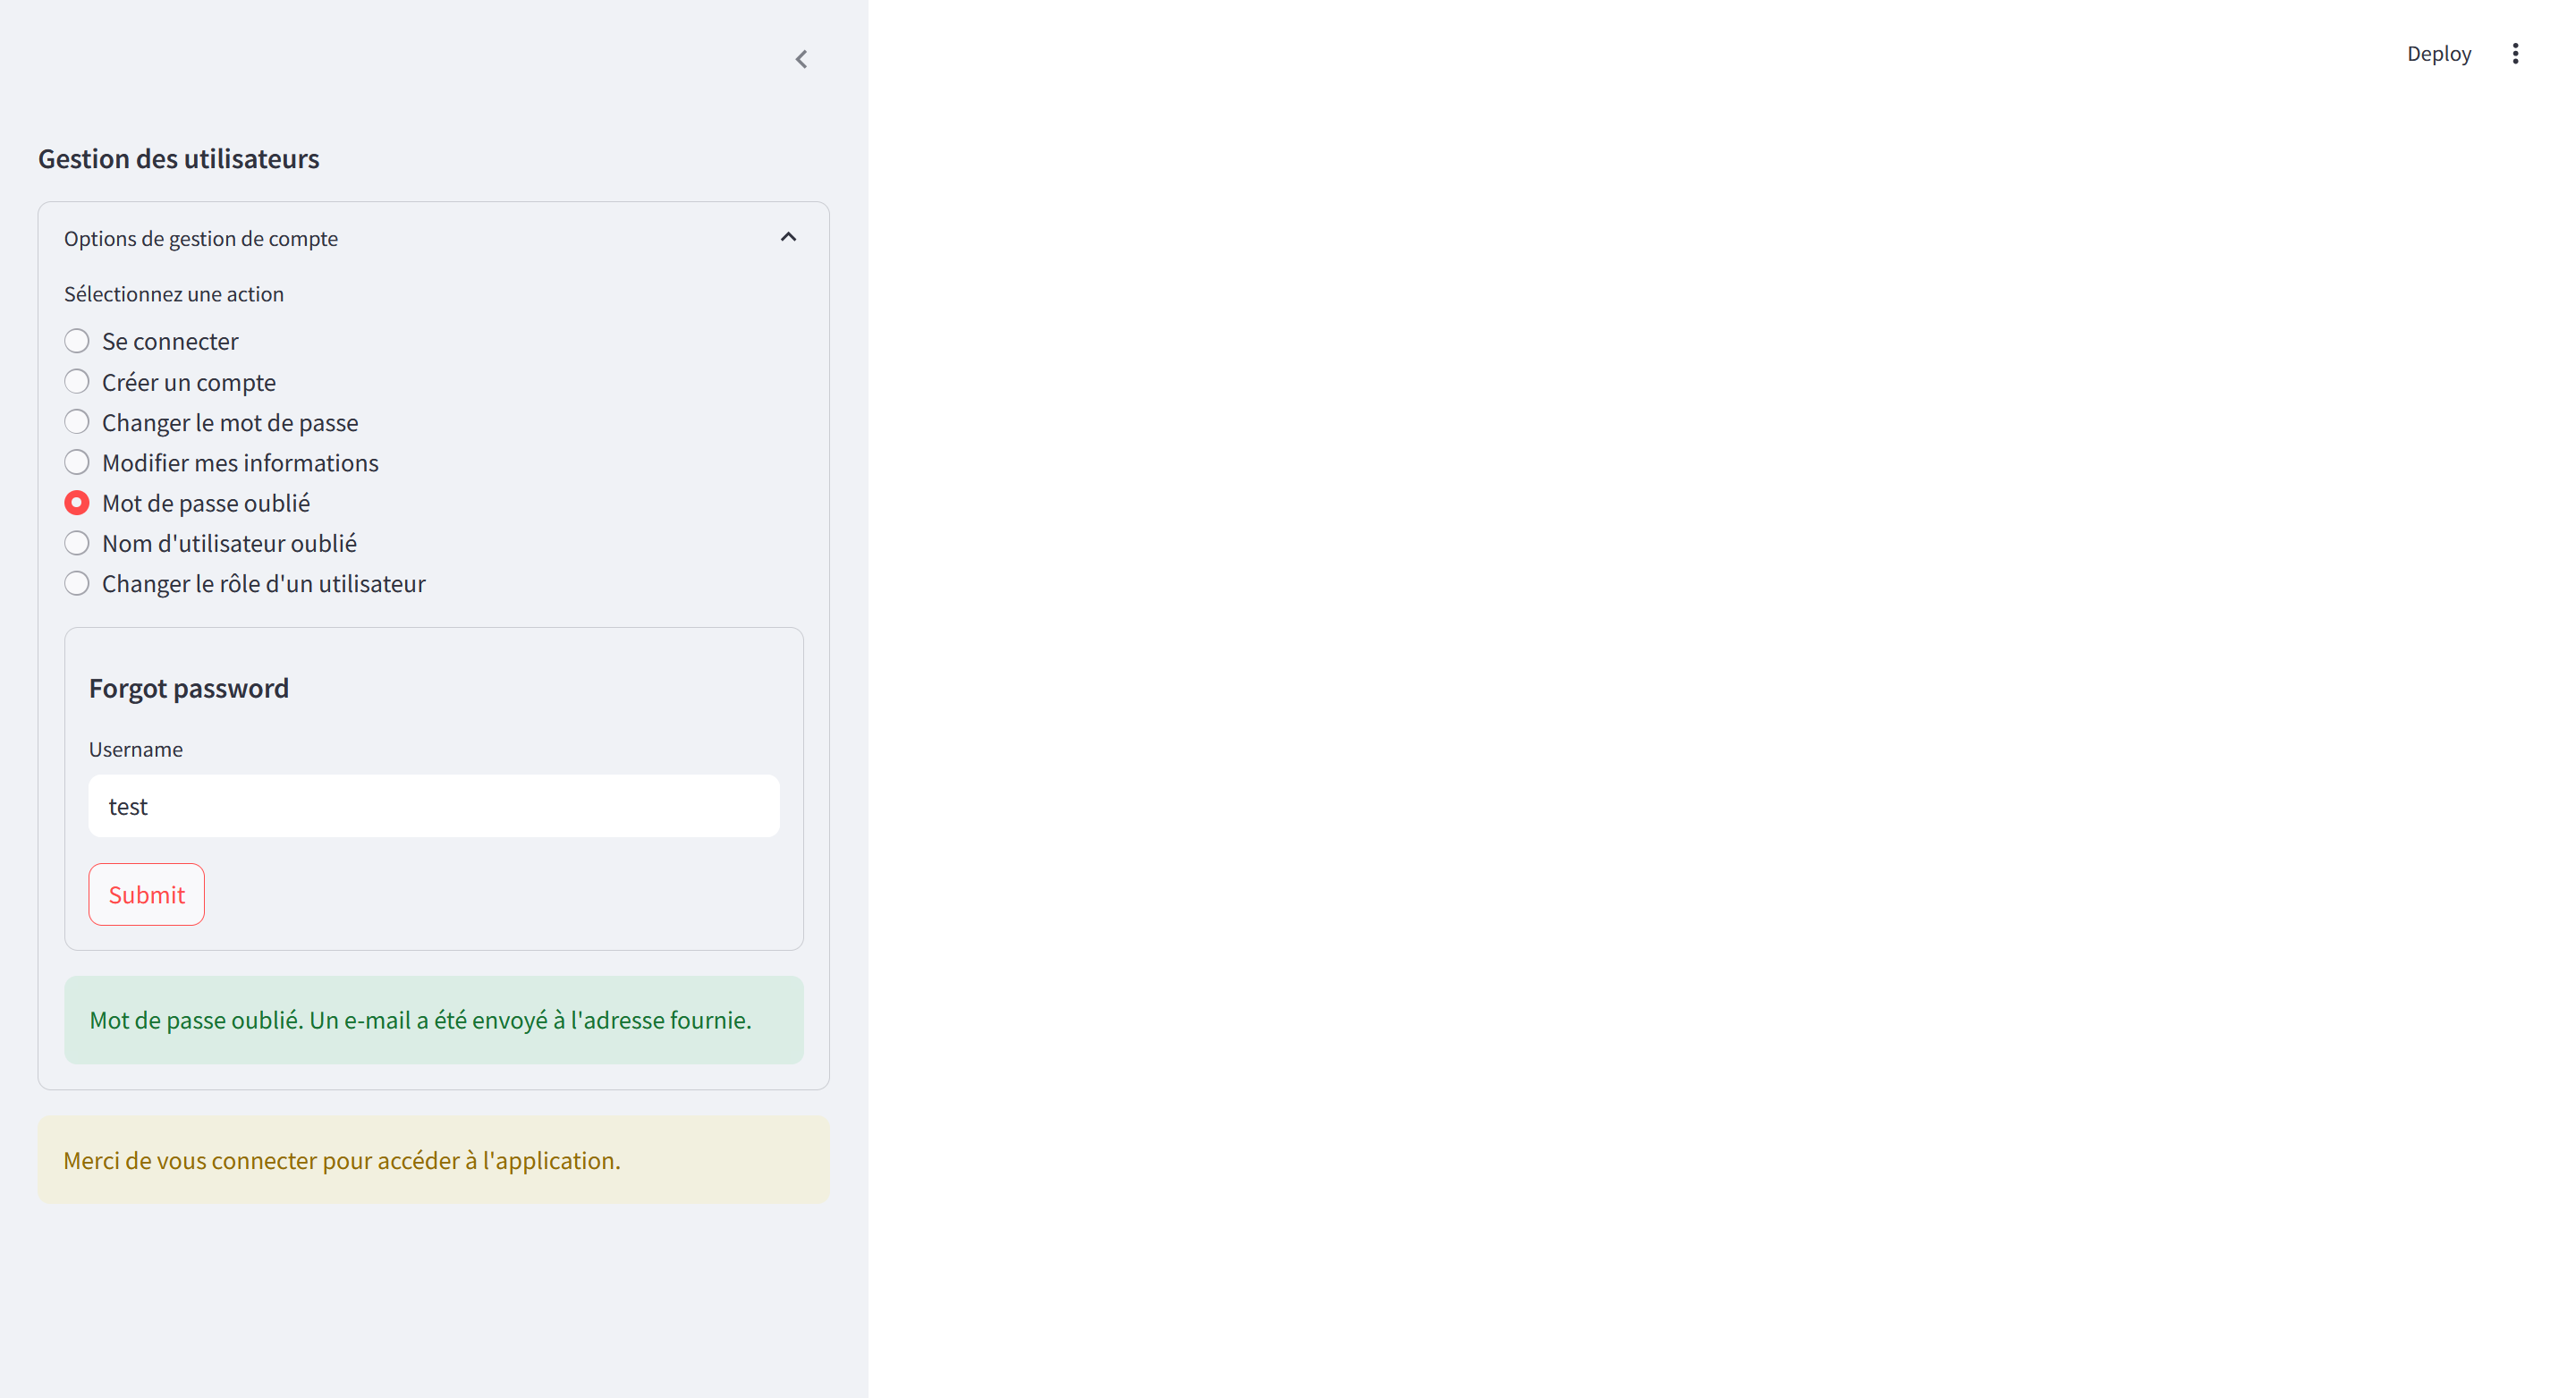 Deploy
Gestion des utilisateurs
Options de gestion de compte
Sélectionnez une action
Se connecter
Créer un compte
Changer le mot de passe
Modifier mes informations
Mot de passe oublié
Nom d'utilisateur oublié
Changer le rôle d'un utilisateur
Forgot password
Username
test
Submit
Mot de passe oublié. Un e-mail a été envoyé à l'adresse fournie.
Merci de vous connecter pour accéder à l'application.